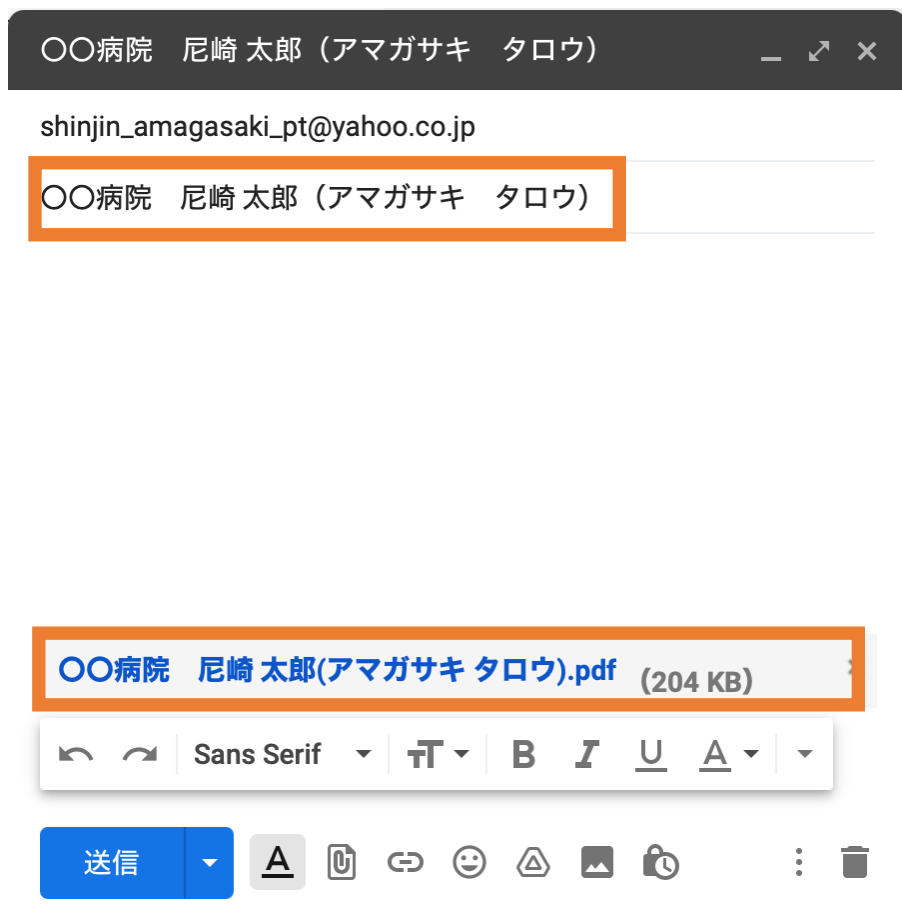 〇〇病院　尼崎 太郎（アマガサキ　タロウ）
shinjin_amagasaki_pt@yahoo.co.jp
〇〇病院　尼崎 太郎（アマガサキ　タロウ）
〇〇病院　尼崎 太郎(アマガサキ タロウ).pdf (204 KB)
Sans Serif B I U A
送信 A